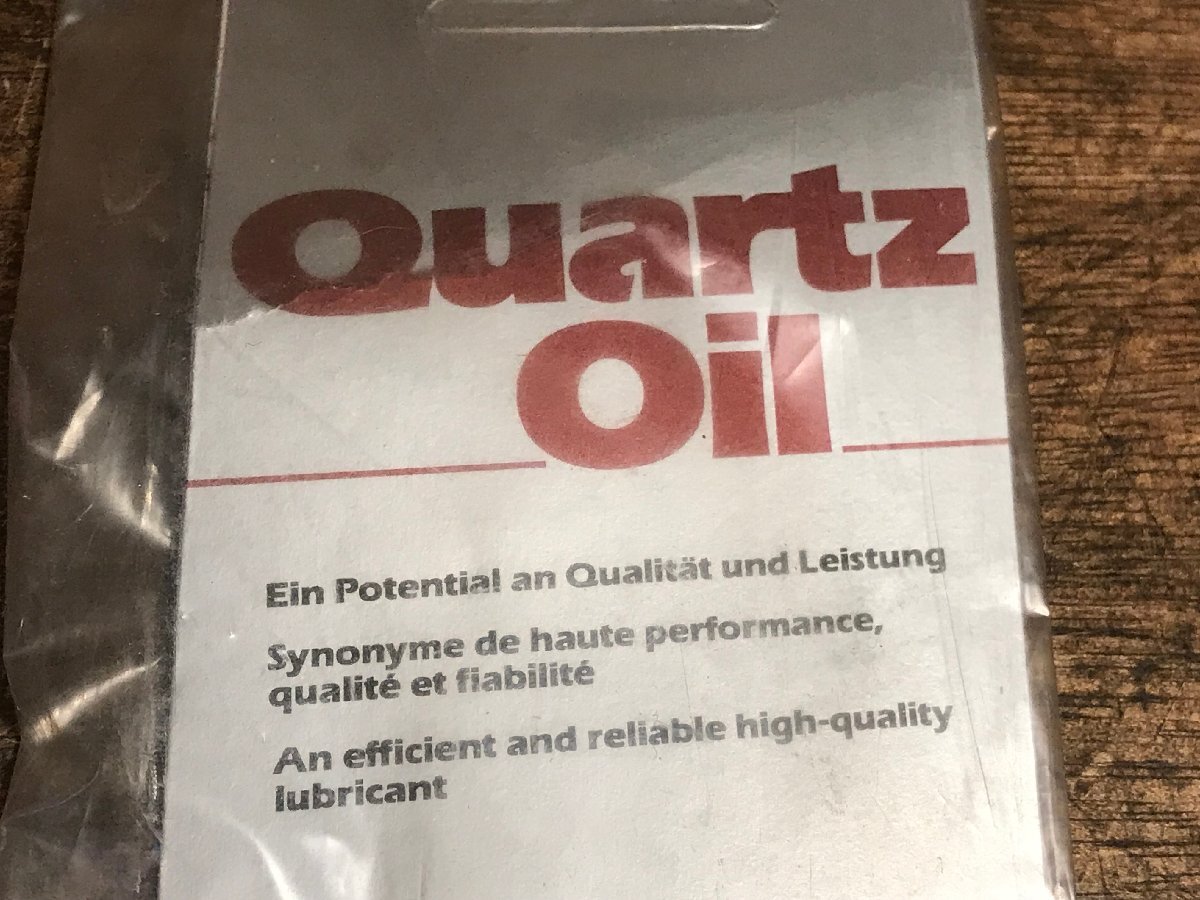 Quartz
Oil
Ein Potential an Qualität und Leistung
Synonyme de haute performance,
qualité et fiabilité
An efficient and reliable high-quality
lubricant